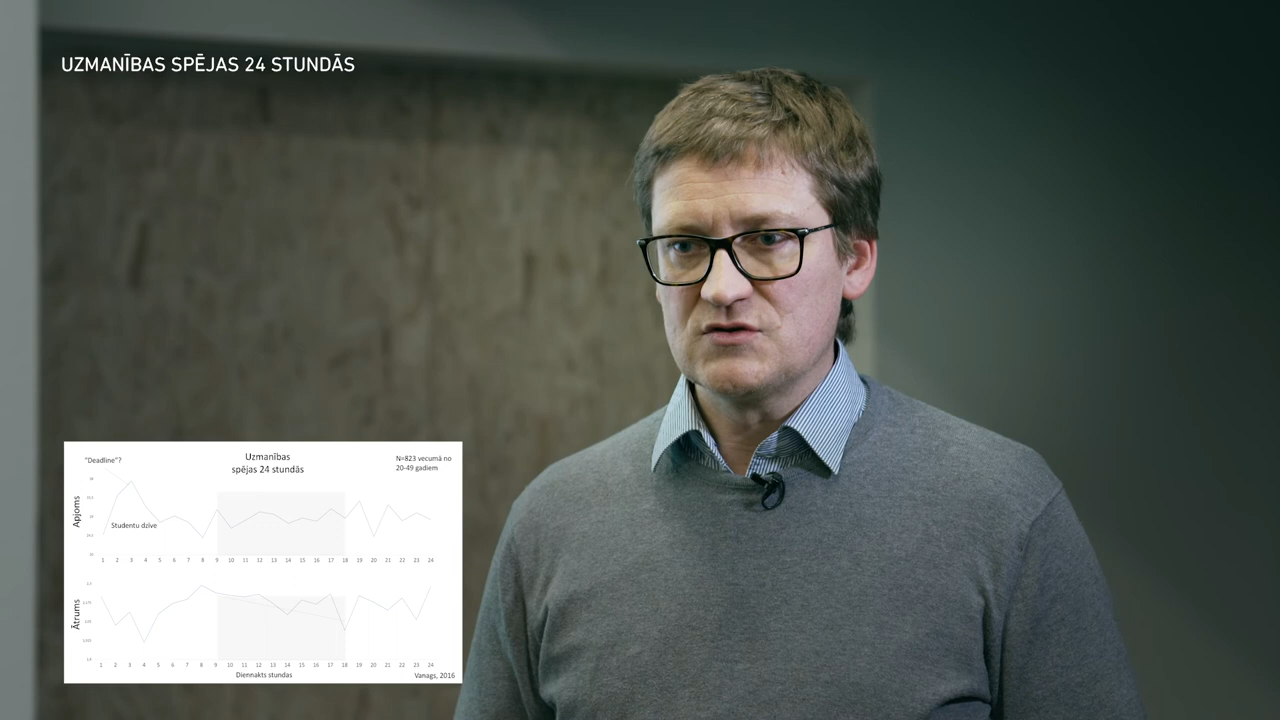 UZMANĪBAS SPĒJAS 24 STUNDĀS
Uzmanības
spējas 24 stundās
"Deadline"?
N=823 vecumā no
20-49 gadiem
Apjoms
Studentu dzīve
1 2 3 4 5 6 7 8 9 10 11 12 13 14 15 16 17 18 19 20 21 22 23 24
Ātrums
1 2 3 4 5 6 7 8 9 10 11 12 13 14 15 16 17 18 19 20 21 22 23 24
Diennakts stundas
Vanags, 2016